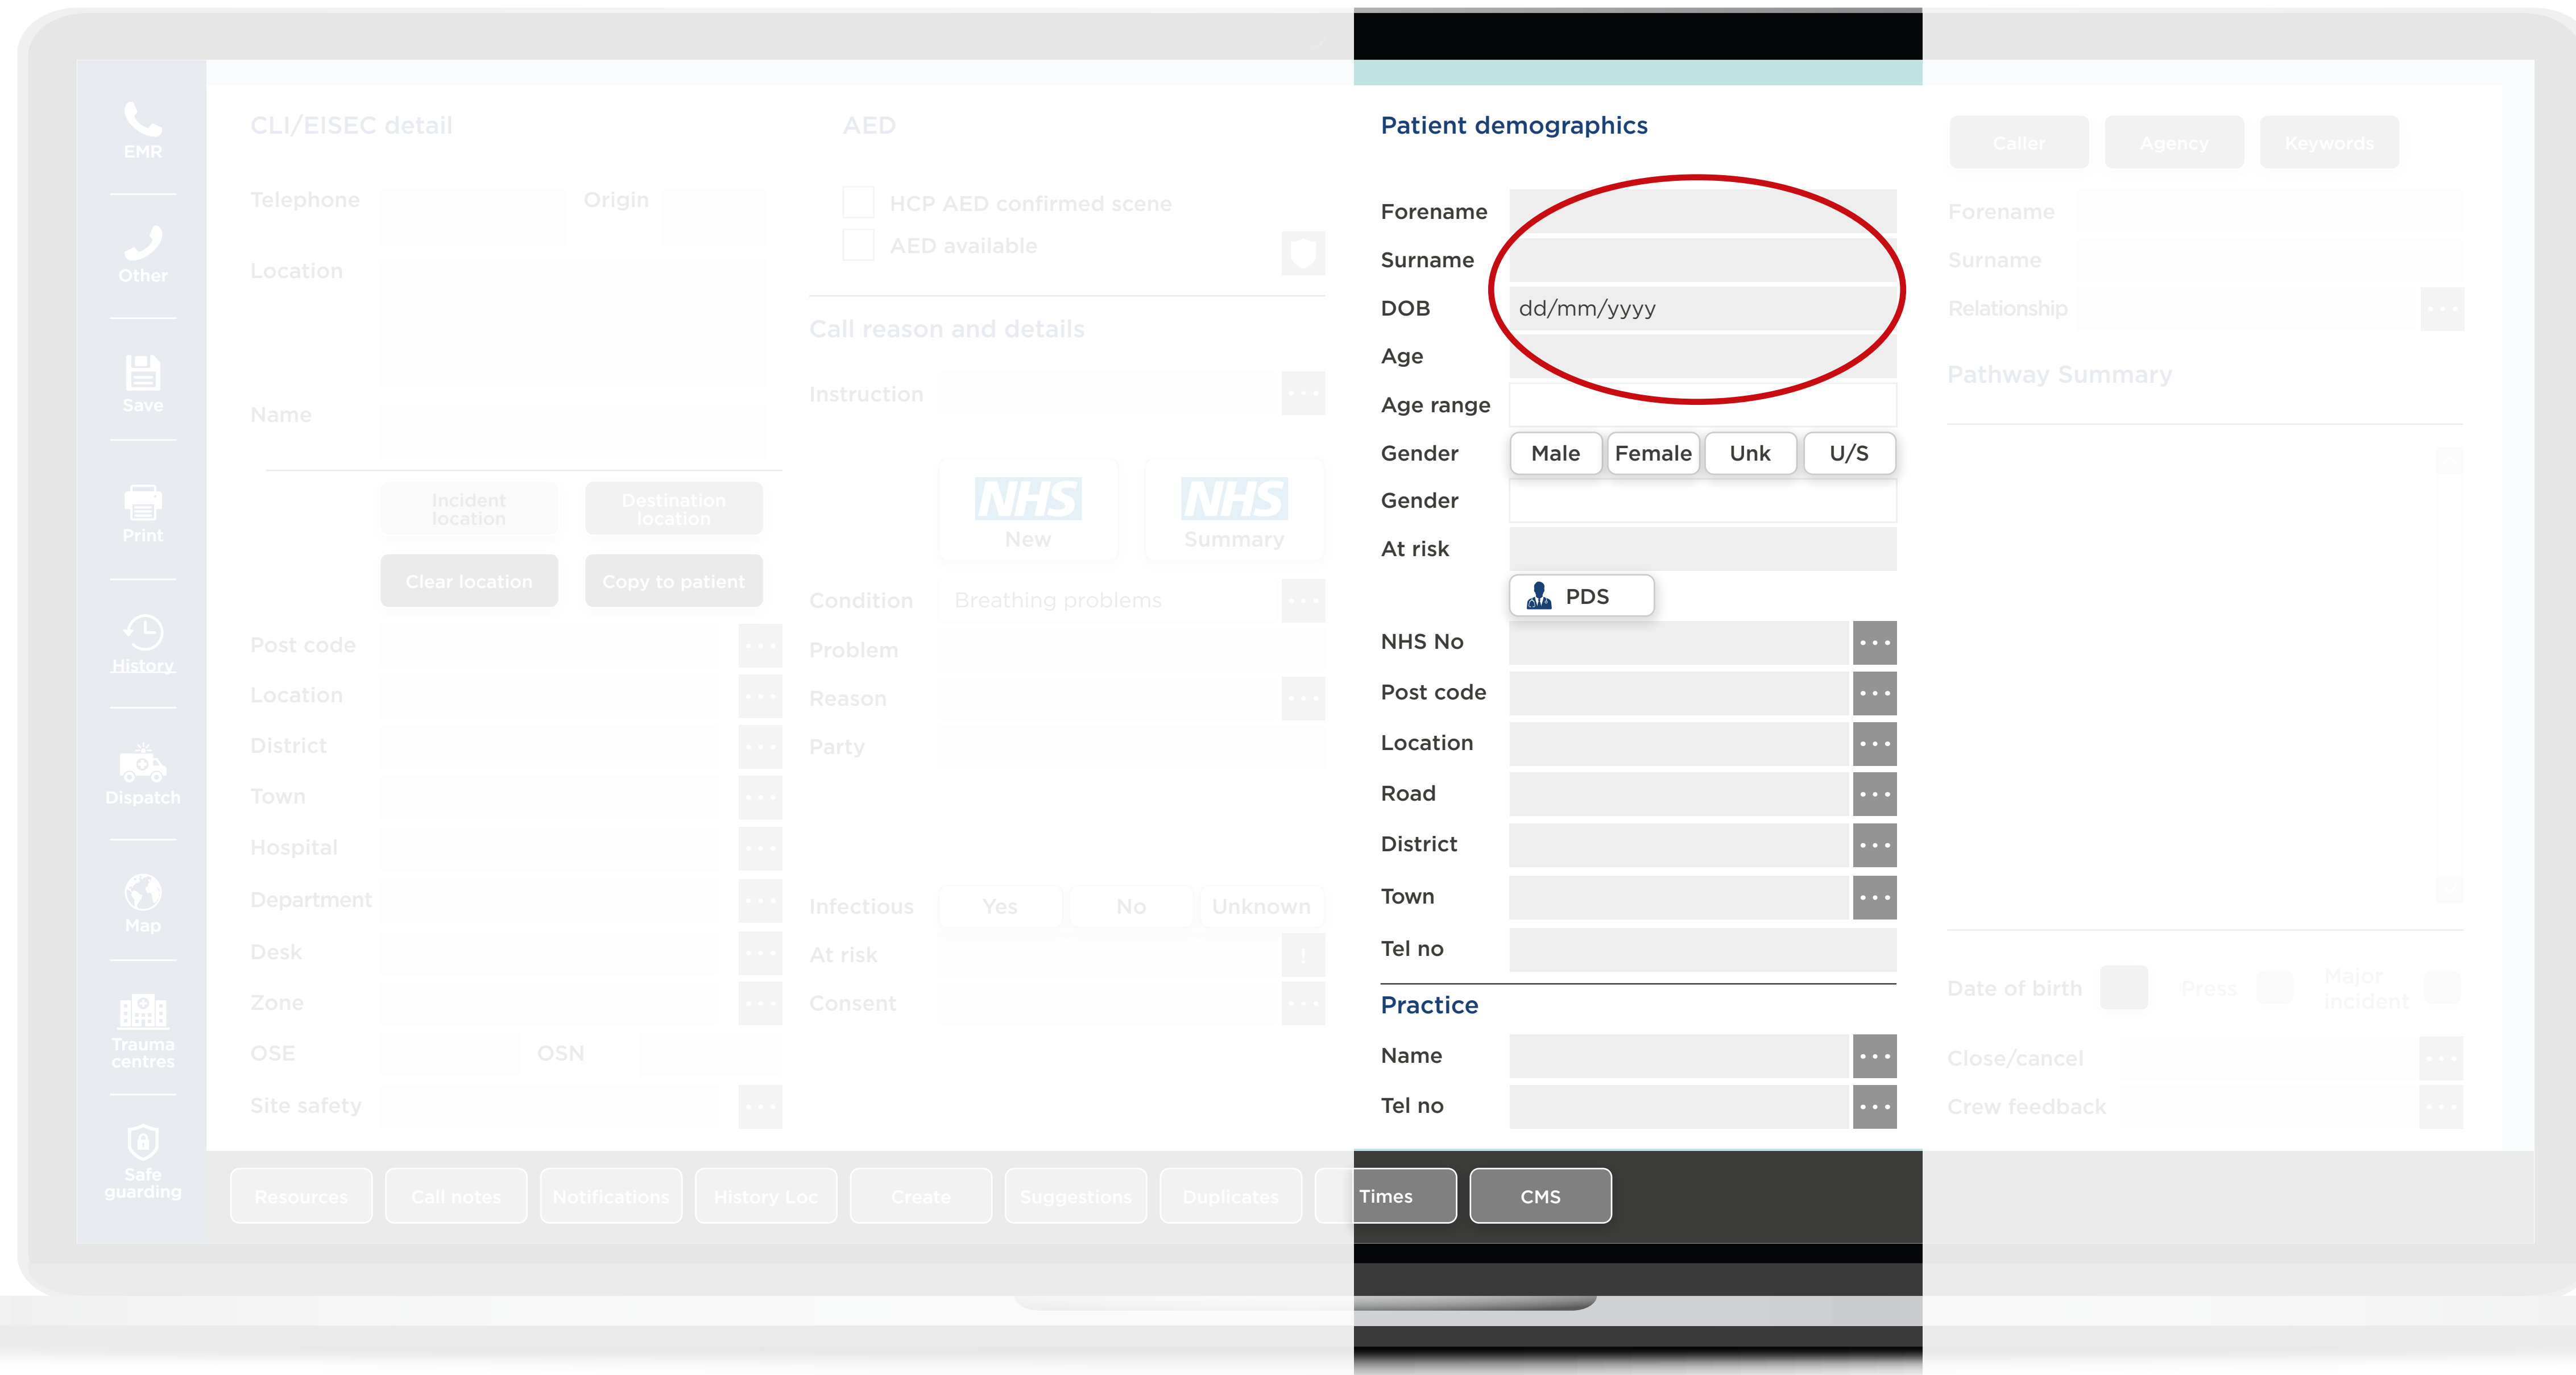 EMR
Other
Save
Print
History
Dispatch
Map
Trauma
centres
Safe
guarding
CLI/EISEC detail
Telephone
Origin
Location
Name
Incident
location
Destination
location
Clear location
Copy to patient
Post code
Location
District
Town
Hospital
Department
Desk
Zone
OSE
OSN
Site safety
AED
HCP AED confirmed scene
AED available
Call reason and details
Instruction
NHS
New
NHS
Summary
Condition
Breathing problems
Problem
Reason
Party
Infectious
Yes
No
Unknown
At risk
!
Consent
Patient demographics
Forename
Surname
DOB
dd/mm/yyyy
Age
Age range
Gender
Male
Female
Unk
U/S
Gender
At risk
PDS
NHS No
Post code
Location
Road
District
Town
Tel no
Practice
Name
Tel no
Caller
Agency
Keywords
Forename
Surname
Relationship
Pathway Summary
Date of birth
Press
Major
incident
Close/cancel
Crew feedback
Resources
Call notes
Notifications
History Loc
Create
Suggestions
Duplicates
Times
CMS